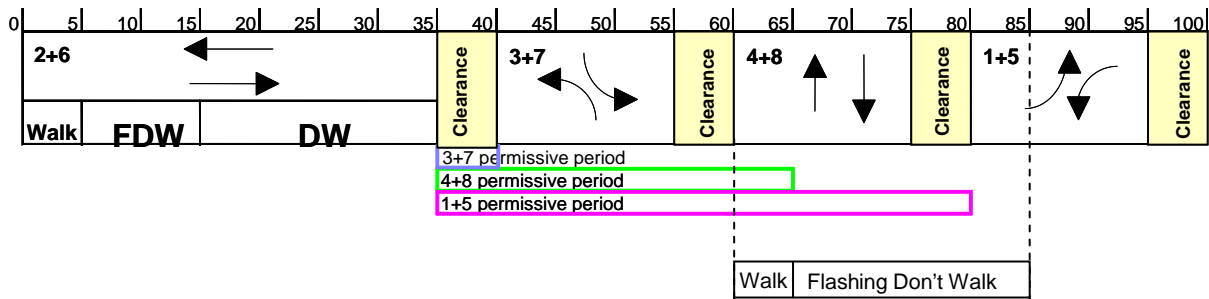 0 5 10 15 20 25 30 35 40 45 50 55 60 65 70 75 80 85 90 95 100
2+6
Clearance
3+7
Clearance
4+8
Clearance
1+5
Clearance
Walk FDW DW
3+7 permissive period
4+8 permissive period
1+5 permissive period
Walk Flashing Don't Walk